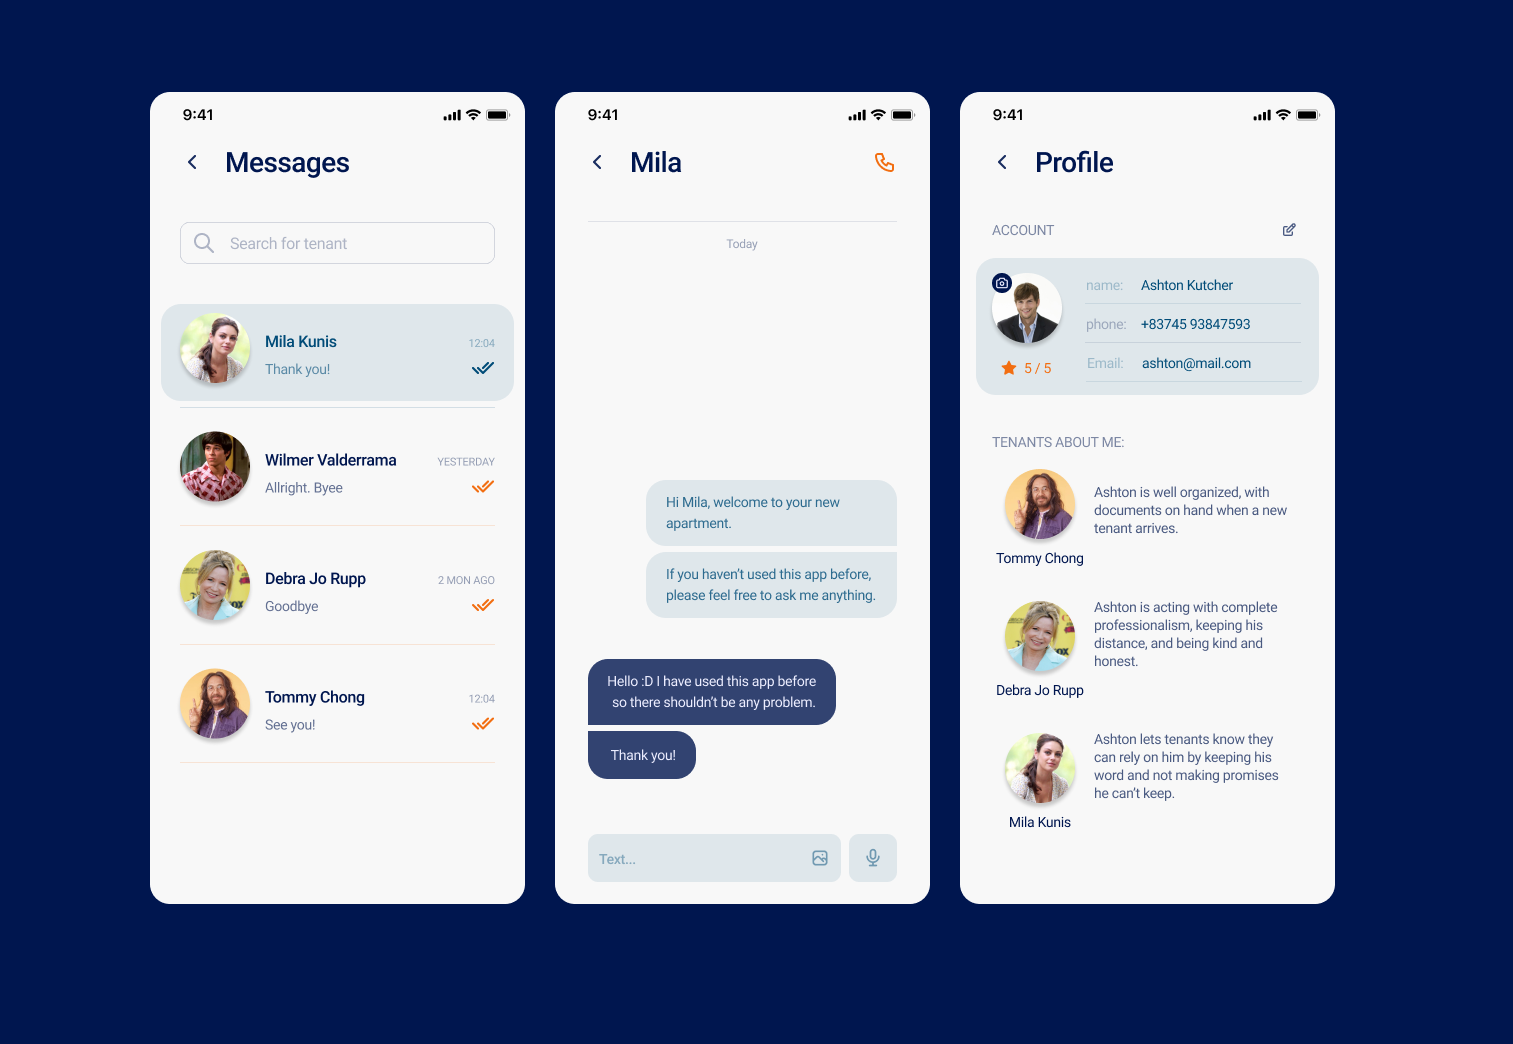 9:41
Messages
Search for tenant
Mila Kunis 12:04
Thank you!
Wilmer Valderrama YESTERDAY
Allright. Byee
Debra Jo Rupp 2 MON AGO
Goodbye
Tommy Chong 12:04
See you!
9:41
Mila
Today
Hi Mila, welcome to your new
apartment.
If you haven't used this app before,
please feel free to ask me anything.
Hello :D I have used this app before
so there shouldn't be any problem.
Thank you!
Text...
9:41
Profile
ACCOUNT
name: Ashton Kutcher
phone: +83745 93847593
Email: ashton@mail.com
5 / 5
TENANTS ABOUT ME:
Ashton is well organized, with
documents on hand when a new
tenant arrives.
Tommy Chong
Ashton is acting with complete
professionalism, keeping his
distance, and being kind and
honest.
Debra Jo Rupp
Ashton lets tenants know they
can rely on him by keeping his
word and not making promises
he can't keep.
Mila Kunis